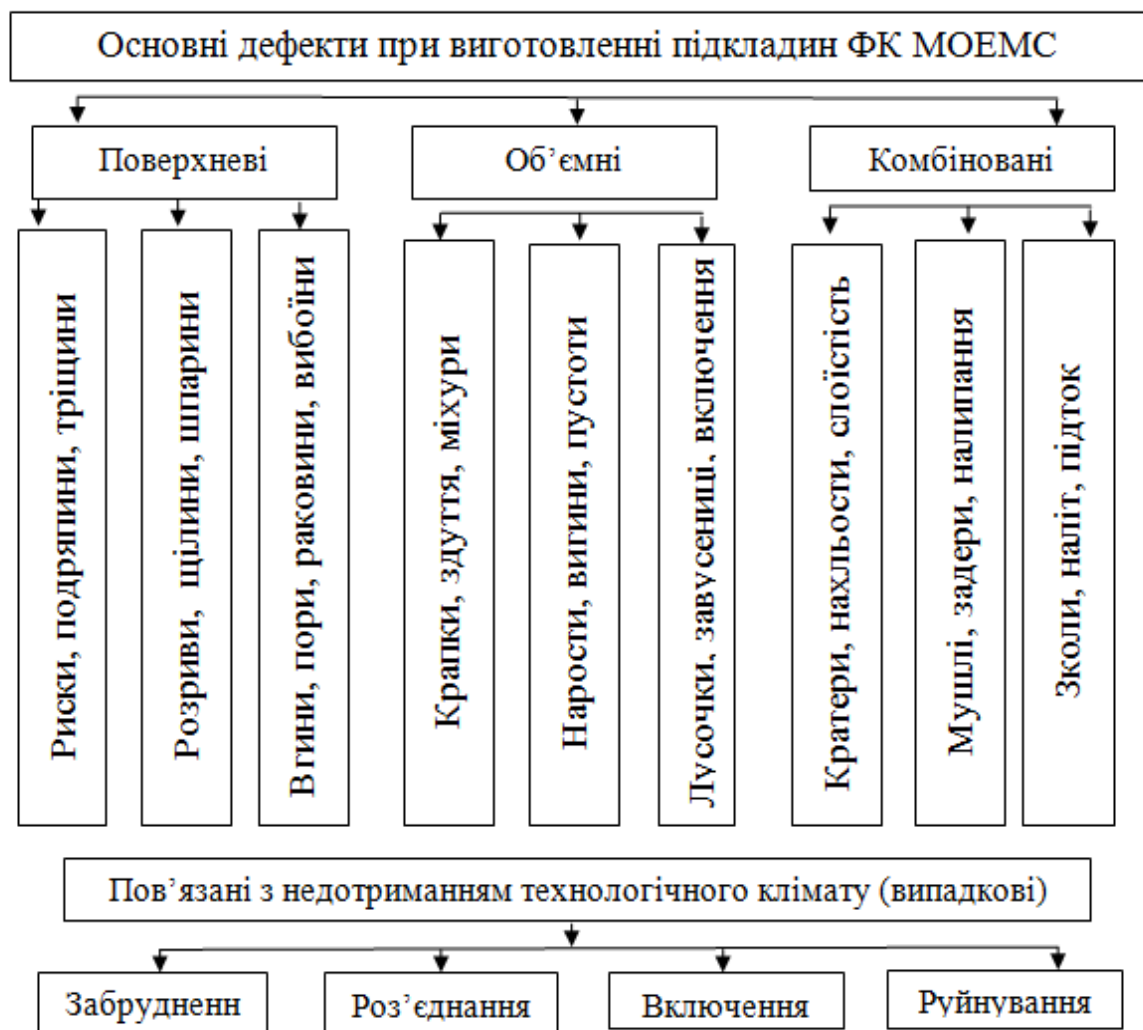 Основні дефекти при виготовленні підкладин ФК МОЕМС
Поверхневі
Об’ємні
Комбіновані
Риски, подряпини, тріщини
Розриви, щілини, шпарини
Вгини, пори, раковини, вибоїни
Крапки, здуття, міхури
Нарости, вигини, пустоти
Лусочки, завусениці, включення
Кратери, нахльости, слоїстість
Мушлі, задери, налипання
Зколи, наліт, підток
Пов’язані з недотриманням технологічного клімату (випадкові)
Забрудненн
Роз’єднання
Включення
Руйнування